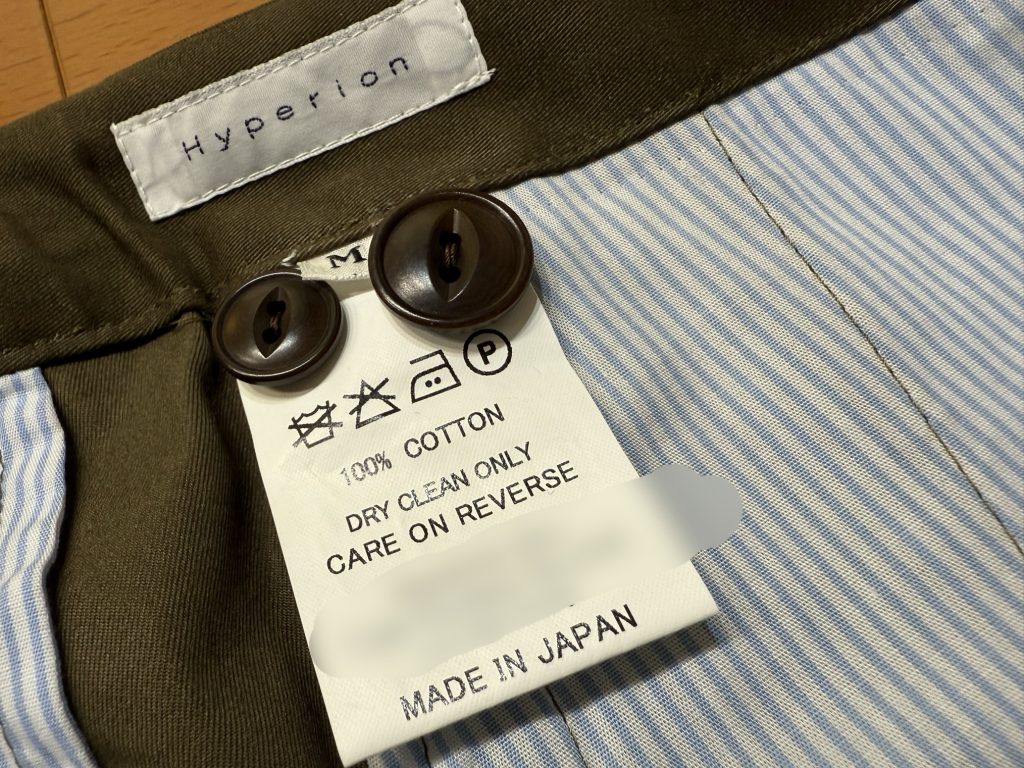 Hyperion
M
P
100% COTTON
DRY CLEAN ONLY
CARE ON REVERSE
MADE IN JAPAN